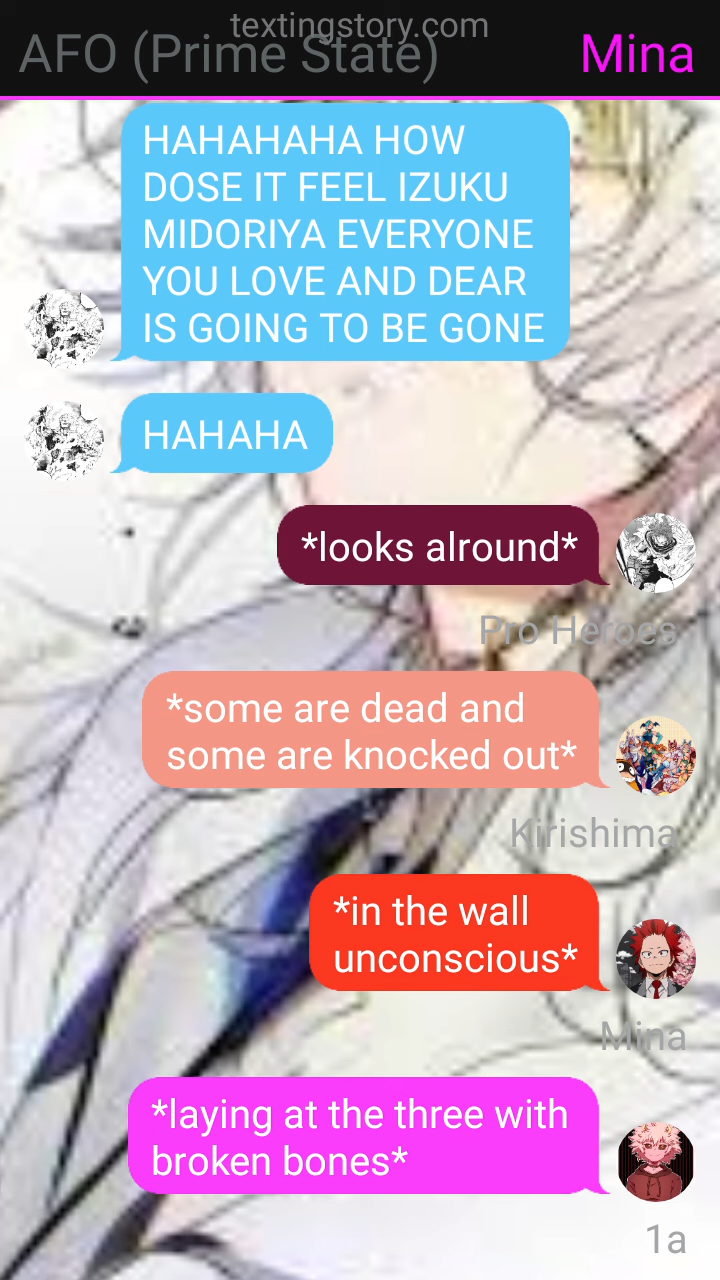 textingstory.com
AFO (Prime State)
Mina
HAHAHAHA HOW
DOSE IT FEEL IZUKU
MIDORIYA EVERYONE
YOU LOVE AND DEAR
IS GOING TO BE GONE
HAHAHA
*looks alround*
Pro Heroes
*some are dead and
some are knocked out*
Kirishima
*in the wall
unconscious*
Mina
*laying at the three with
broken bones*
1a